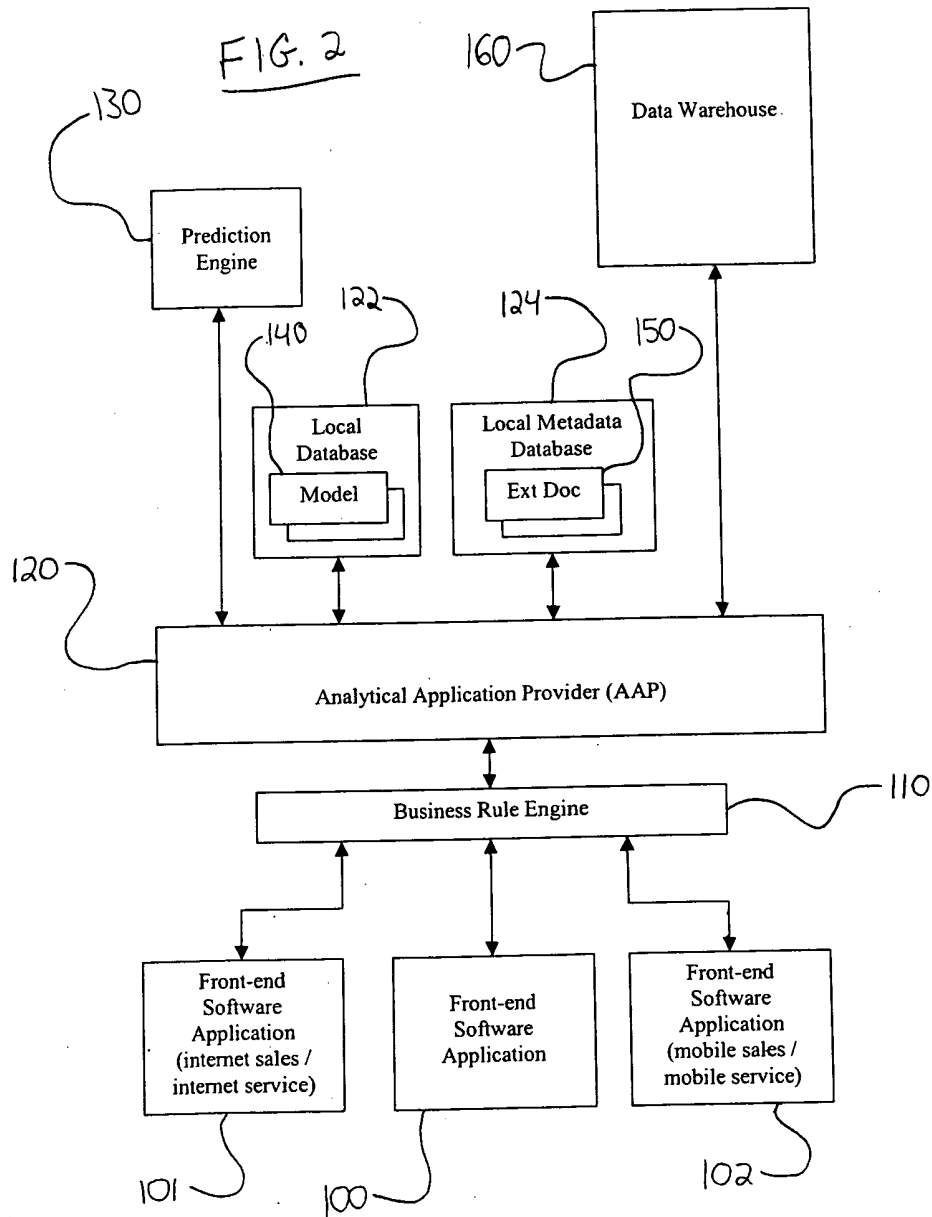 FIG. 2
160
130
Data Warehouse
Prediction
Engine
122
124
140
150
Local
Database
Local Metadata
Database
Model
Ext Doc
120
Analytical Application Provider (AAP)
Business Rule Engine
110
Front-end
Software
Application
(internet sales /
internet service)
Front-end
Software
Application
Front-end
Software
Application
(mobile sales /
mobile service)
101
100
102